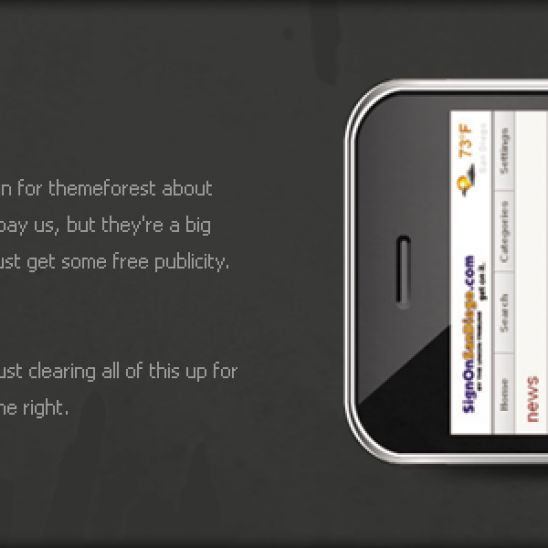 n for themeforest about
pay us, but they're a big
ust get some free publicity.
ust clearing all of this up for
he right.
73°F
San Diego
SignOnSanDiego.com
BY THE UNION-TRIBUNE get on it.
Home Search Categories Settings
news